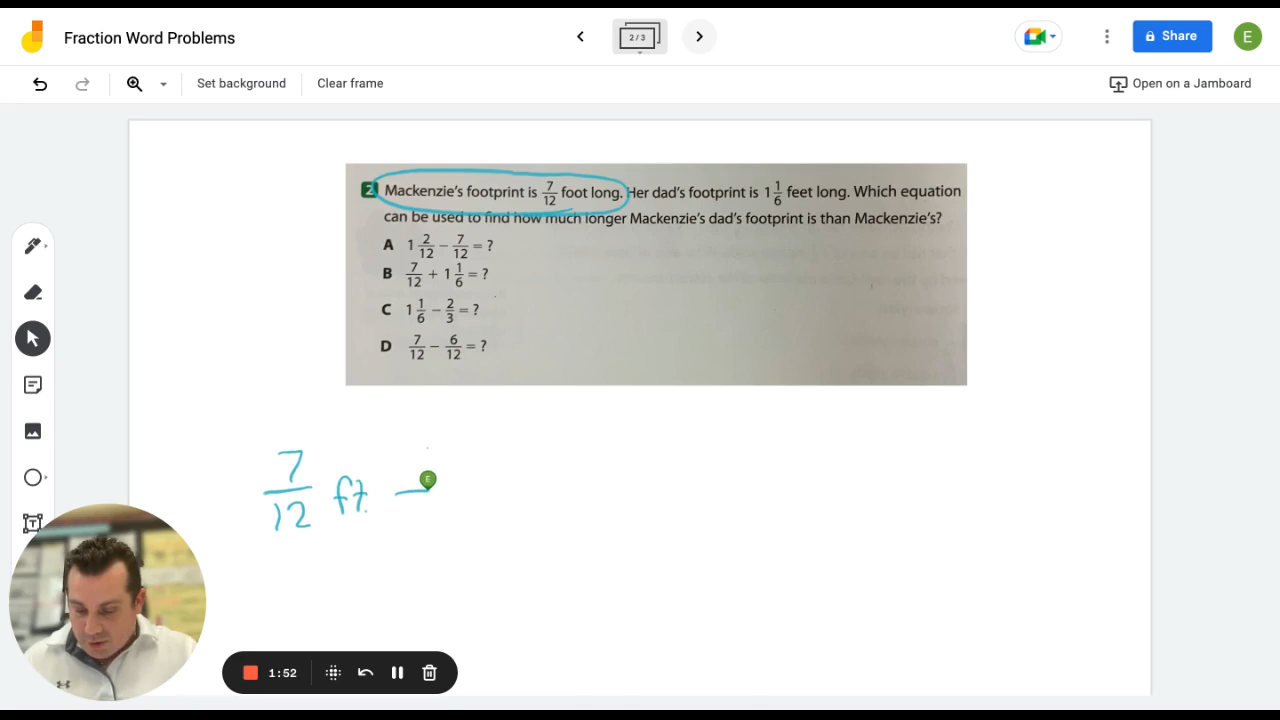 Fraction Word Problems
2 / 3
Share
E
Set background
Clear frame
Open on a Jamboard
2 Mackenzie's footprint is 7/12 foot long. Her dad's footprint is 1 1/6 feet long. Which equation
can be used to find how much longer Mackenzie's dad's footprint is than Mackenzie's?
A 1 2/12 − 7/12 = ?
B 7/12 + 1 1/6 = ?
C 1 1/6 − 2/3 = ?
D 7/12 − 6/12 = ?
7/12 ft. —
E
1:52